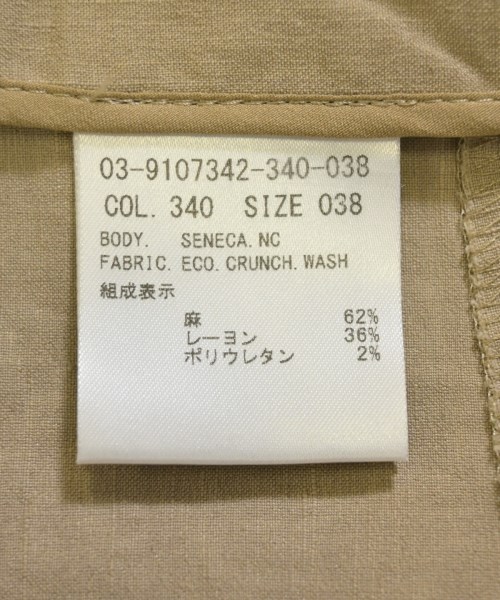 03-9107342-340-038
COL. 340 SIZE 038
BODY. SENECA.NC
FABRIC. ECO.CRUNCH.WASH
組成表示
麻 62%
レーヨン 36%
ポリウレタン 2%